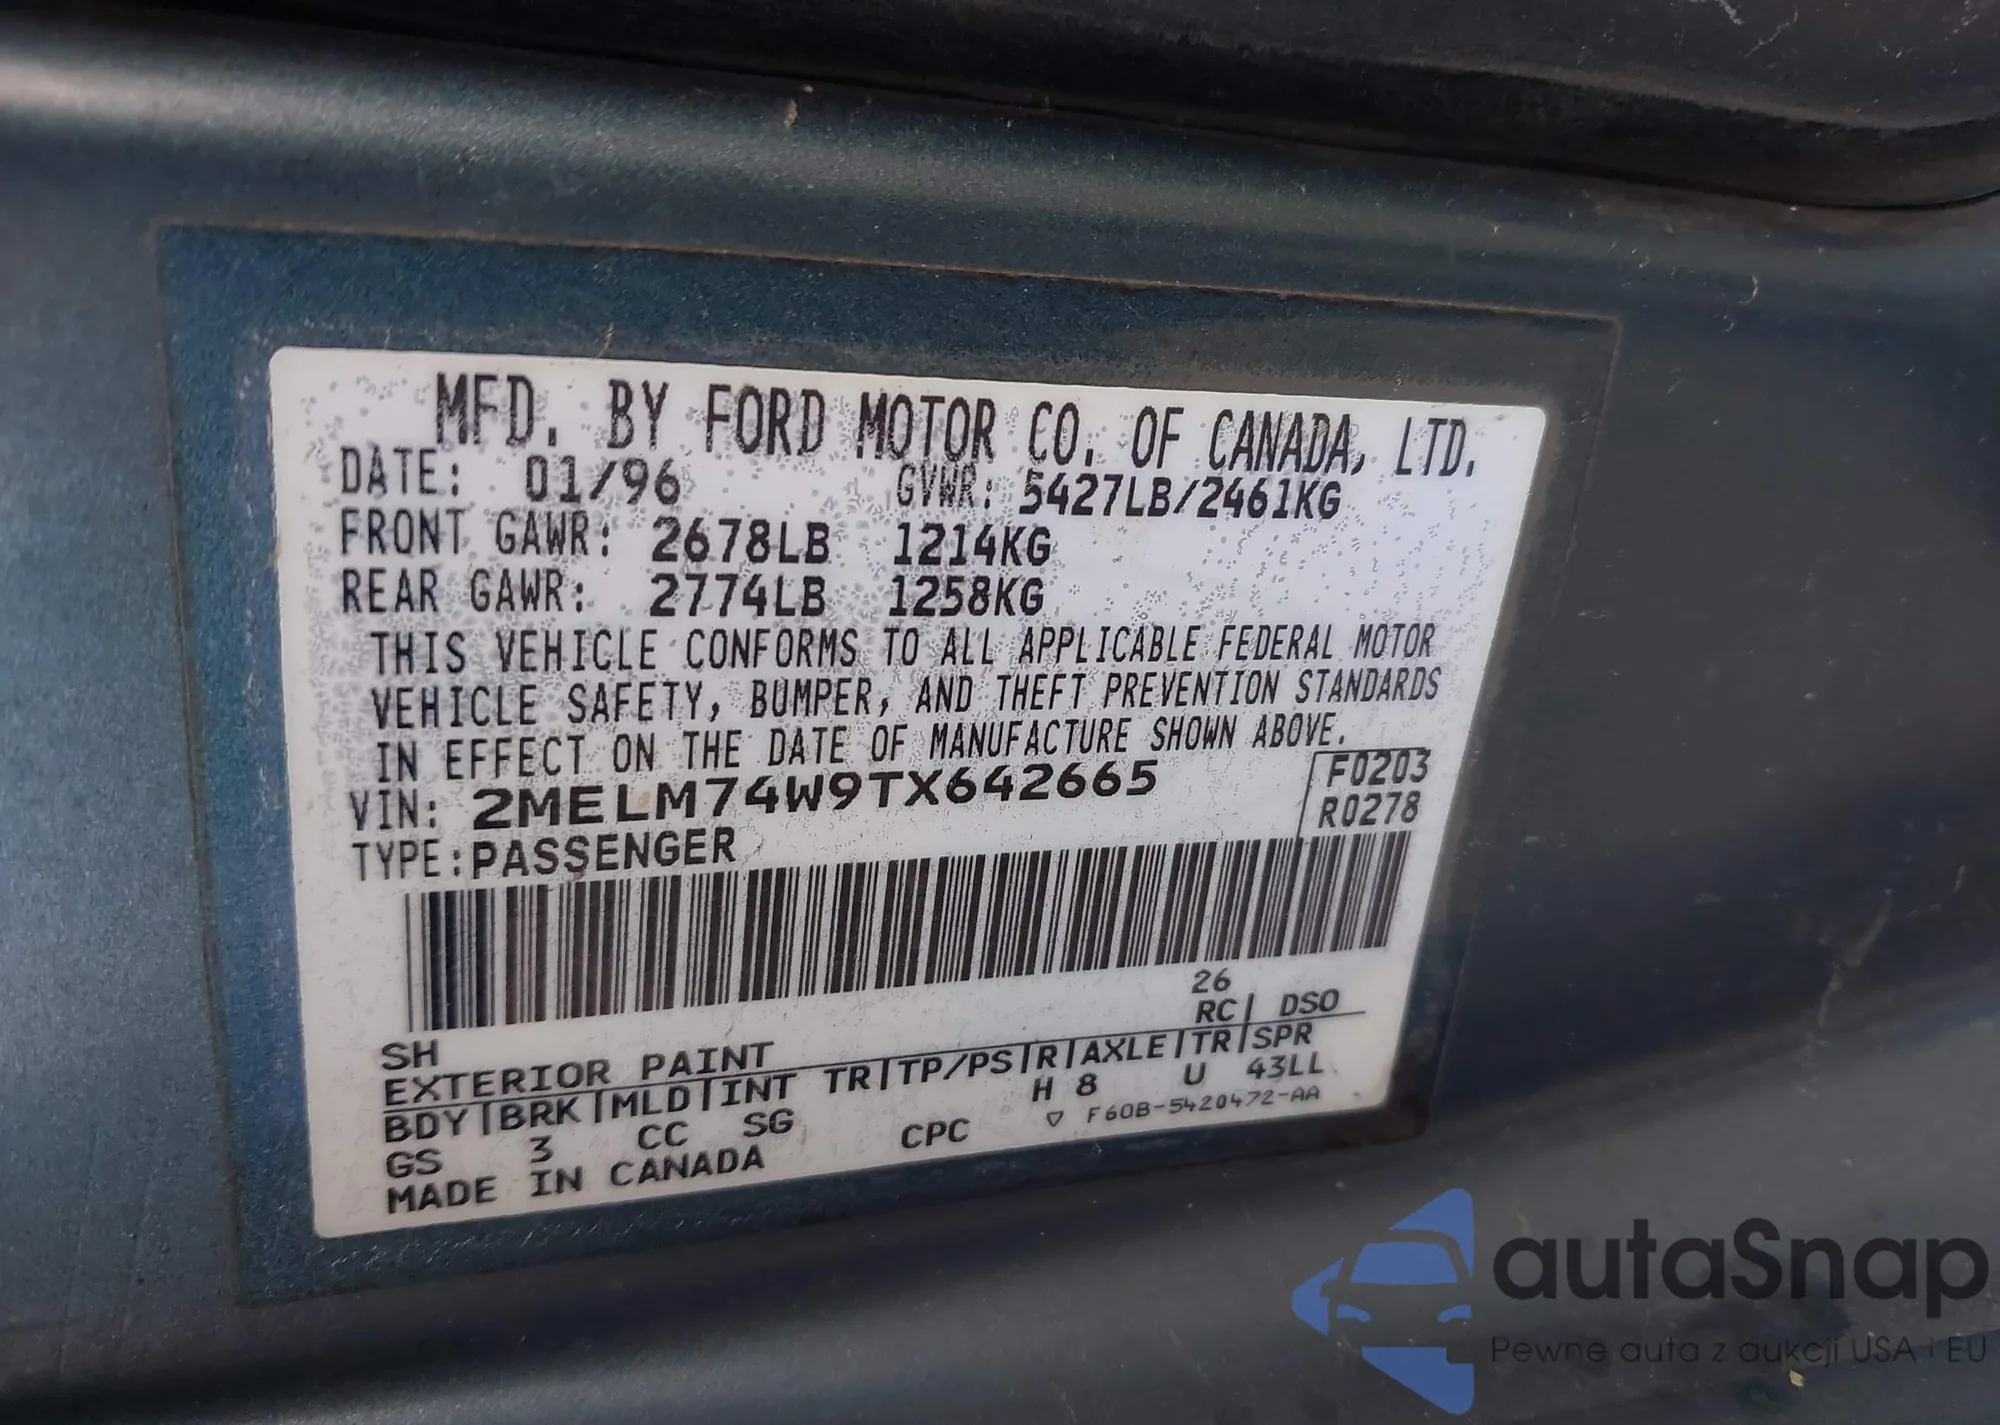 MFD. BY FORD MOTOR CO. OF CANADA, LTD.
DATE: 01/96 GVWR: 5427LB/2461KG
FRONT GAWR: 2678LB 1214KG
REAR GAWR: 2774LB 1258KG
THIS VEHICLE CONFORMS TO ALL APPLICABLE FEDERAL MOTOR
VEHICLE SAFETY, BUMPER, AND THEFT PREVENTION STANDARDS
IN EFFECT ON THE DATE OF MANUFACTURE SHOWN ABOVE.
VIN: 2MELM74W9TX642665
F0203
R0278
TYPE: PASSENGER
26
SH RC| DSO
EXTERIOR PAINT
BDY|BRK|MLD|INT TR|TP/PS|R|AXLE|TR|SPR
GS 3 CC SG H 8 U 43LL
MADE IN CANADA CPC ▽ F60B-5420472-AA
autaSnap
Pewne auta z aukcji USA i EU